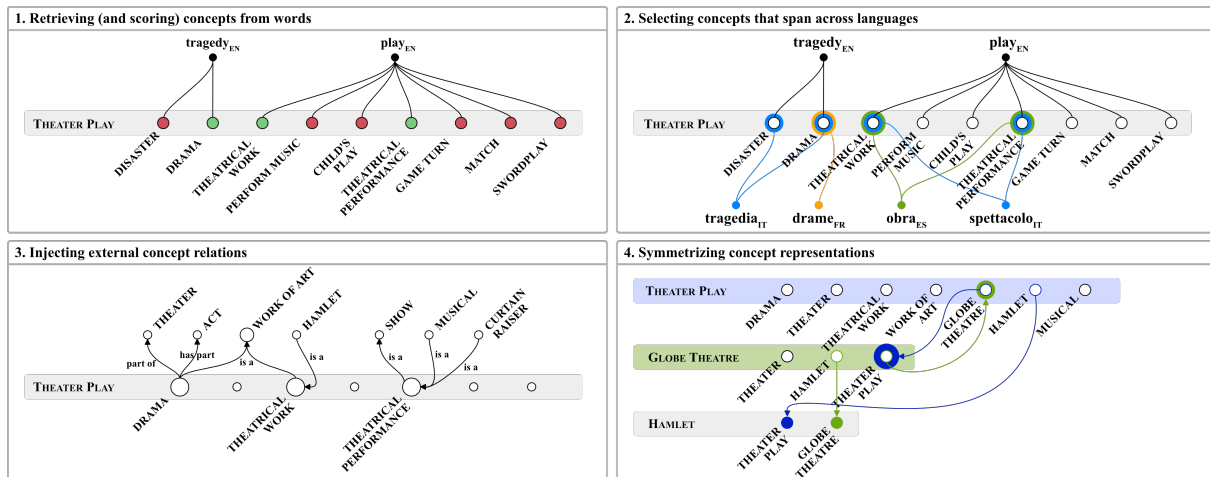 1. Retrieving (and scoring) concepts from words
tragedyEN
playEN
THEATER PLAY
DISASTER
DRAMA
THEATRICAL
WORK
PERFORM MUSIC
CHILD'S
PLAY
THEATRICAL
PERFORMANCE
GAME TURN
MATCH
SWORDPLAY
2. Selecting concepts that span across languages
tragedyEN
playEN
THEATER PLAY
DISASTER
DRAMA
THEATRICAL
WORK
PERFORM
MUSIC
CHILD'S
PLAY
THEATRICAL
PERFORMANCE
GAME TURN
MATCH
SWORDPLAY
tragediaIT
drameFR
obraES
spettacoloIT
3. Injecting external concept relations
THEATER
ACT
WORK OF ART
HAMLET
SHOW
MUSICAL
CURTAIN
RAISER
part of
has part
is a
is a
is a
is a
THEATER PLAY
DRAMA
THEATRICAL
WORK
THEATRICAL
PERFORMANCE
4. Symmetrizing concept representations
THEATER PLAY
DRAMA
THEATER
THEATRICAL
WORK
WORK OF
ART
GLOBE
THEATRE
HAMLET
MUSICAL
GLOBE THEATRE
THEATER
HAMLET
THEATER
PLAY
HAMLET
THEATER
PLAY
GLOBE
THEATRE